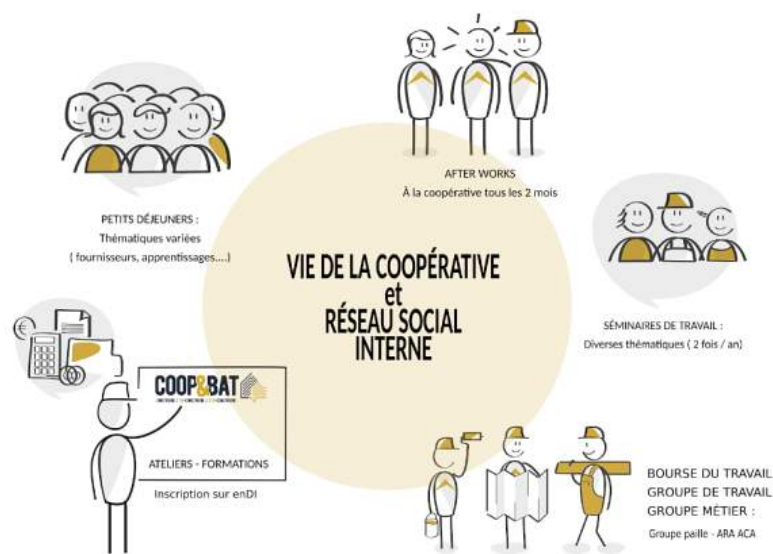 AFTER WORKS
À la coopérative tous les 2 mois
PETITS DÉJEUNERS :
Thématiques variées
( fournisseurs, apprentissages....)
VIE DE LA COOPÉRATIVE
et
RÉSEAU SOCIAL
INTERNE
SÉMINAIRES DE TRAVAIL :
Diverses thématiques ( 2 fois / an)
COOP&BAT
ATELIERS - FORMATIONS
Inscription sur enDI
BOURSE DU TRAVAIL
GROUPE DE TRAVAIL
GROUPE MÉTIER :
Groupe paille - ARA ACA